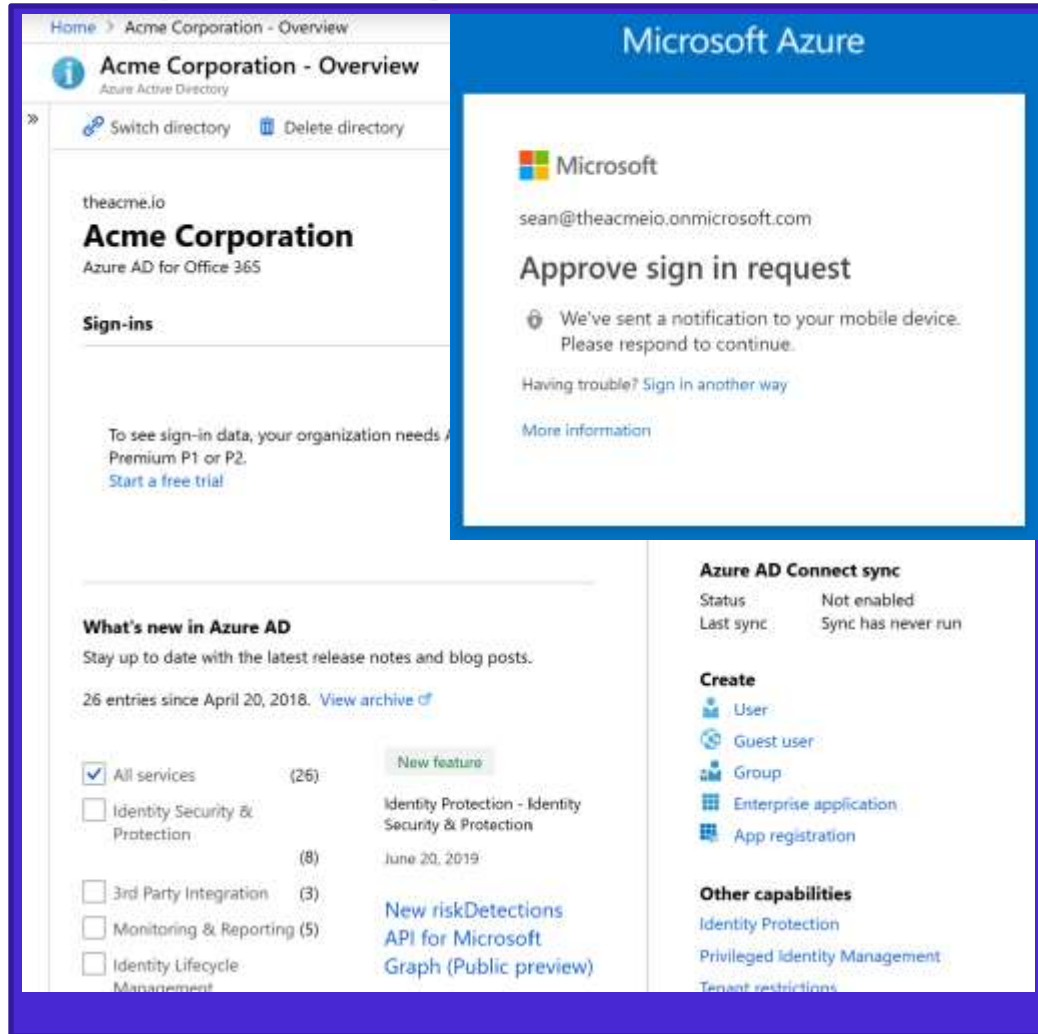 Home > Acme Corporation - Overview
Acme Corporation - Overview
Azure Active Directory
» Switch directory Delete directory
theacme.io
Acme Corporation
Azure AD for Office 365
Sign-ins
To see sign-in data, your organization needs
Premium P1 or P2.
Start a free trial
Microsoft Azure
Microsoft
sean@theacmeio.onmicrosoft.com
Approve sign in request
We've sent a notification to your mobile device.
Please respond to continue.
Having trouble? Sign in another way
More information
What's new in Azure AD
Stay up to date with the latest release notes and blog posts.
26 entries since April 20, 2018. View archive
All services (26)
Identity Security &
Protection
(8)
3rd Party Integration (3)
Monitoring & Reporting (5)
Identity Lifecycle
Management
New feature
Identity Protection - Identity
Security & Protection
June 20, 2019
New riskDetections
API for Microsoft
Graph (Public preview)
Azure AD Connect sync
Status Not enabled
Last sync Sync has never run
Create
User
Guest user
Group
Enterprise application
App registration
Other capabilities
Identity Protection
Privileged Identity Management
Tenant restrictions